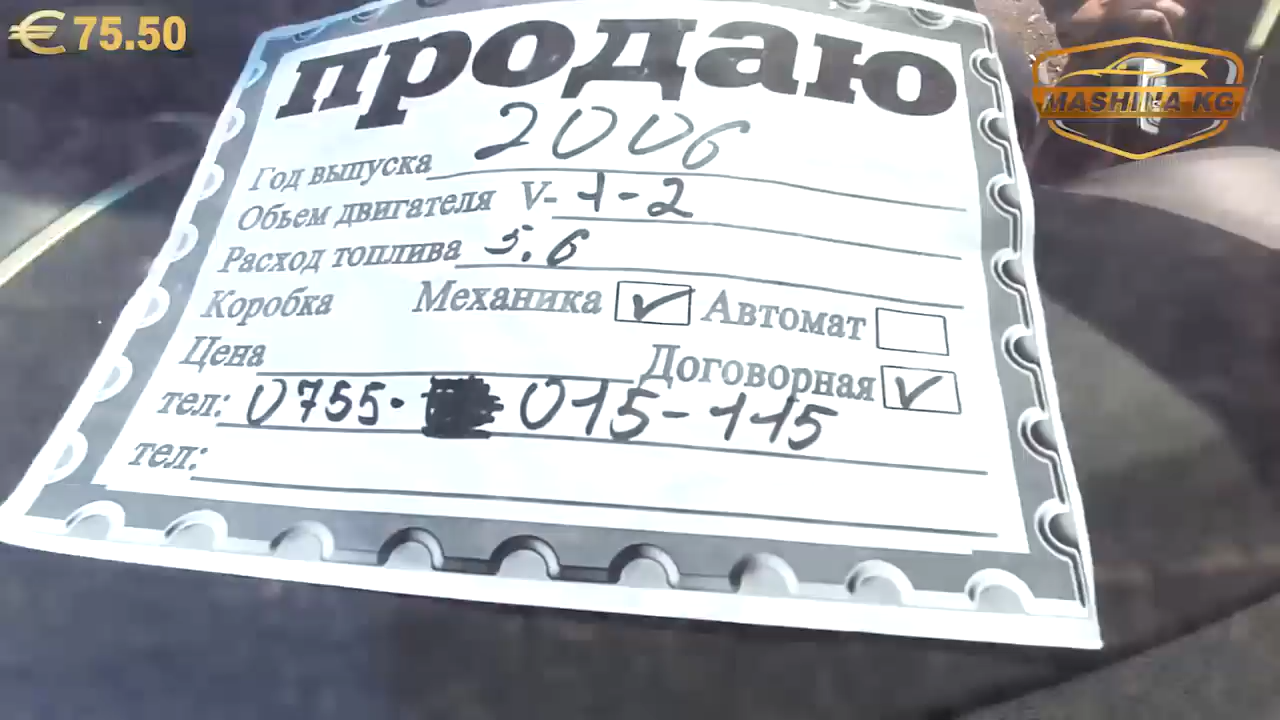 € 75.50
MASHINA KG
продаю
Год выпуска 2006
Обьем двигателя V- 1-2
Расход топлива 5.6
Коробка Механика ✓ Автомат
Цена Договорная ✓
тел: 0755. 015-115
тел: